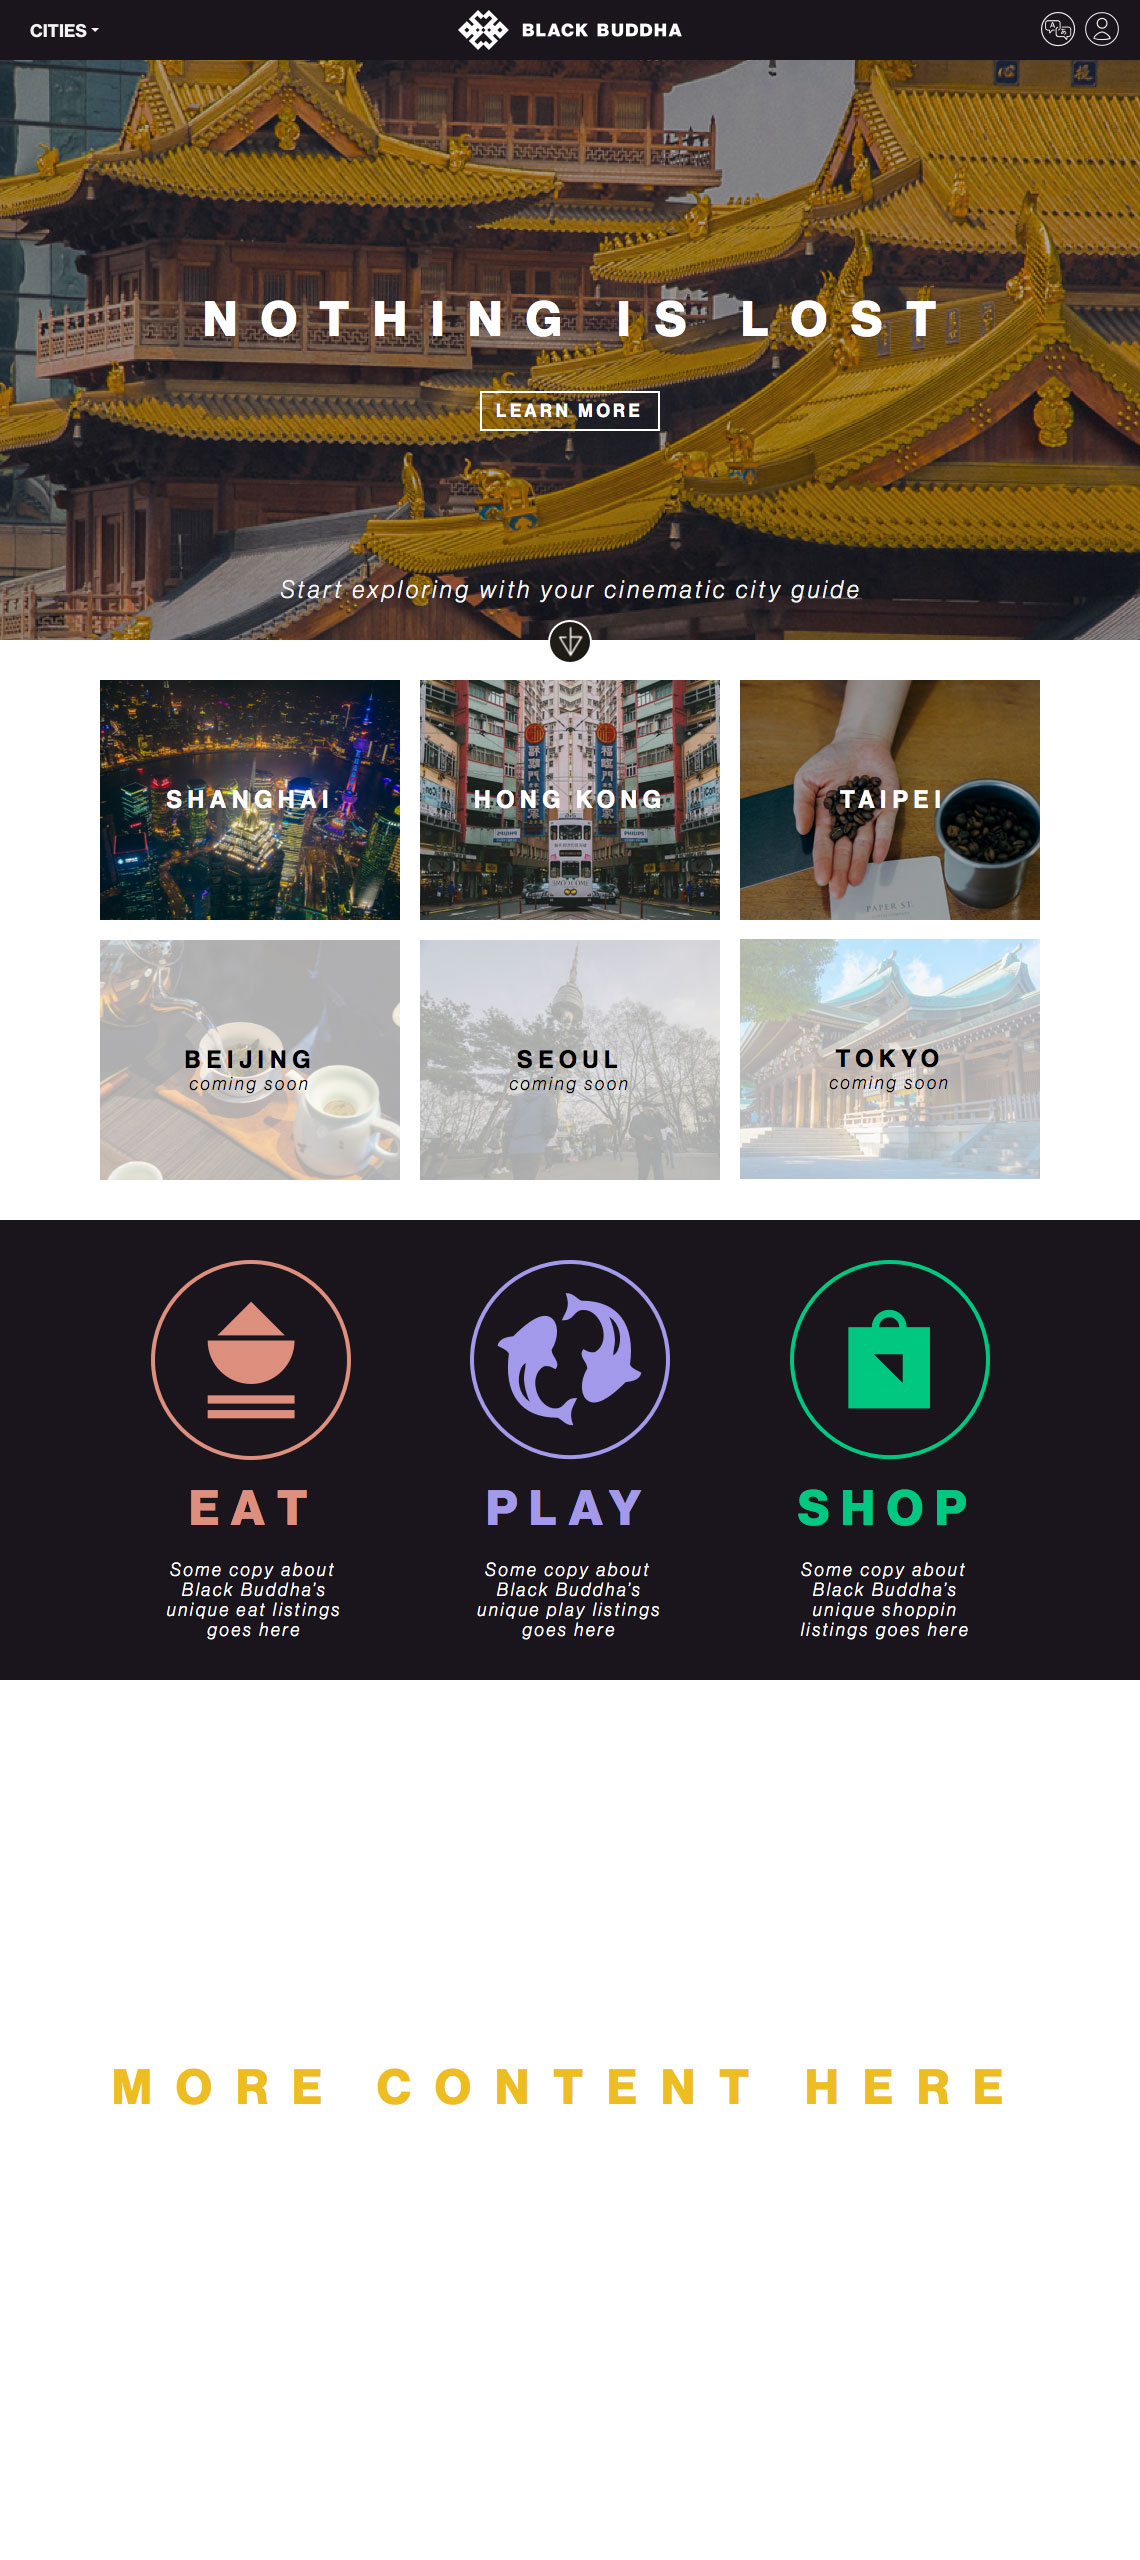 CITIES
BLACK BUDDHA
NOTHING IS LOST
LEARN MORE
Start exploring with your cinematic city guide
SHANGHAI
HONG KONG
TAIPEI
PAPER ST.
BEIJING
coming soon
SEOUL
coming soon
TOKYO
coming soon
EAT
PLAY
SHOP
Some copy about
Black Buddha's
unique eat listings
goes here
Some copy about
Black Buddha's
unique play listings
goes here
Some copy about
Black Buddha's
unique shoppin
listings goes here
MORE CONTENT HERE